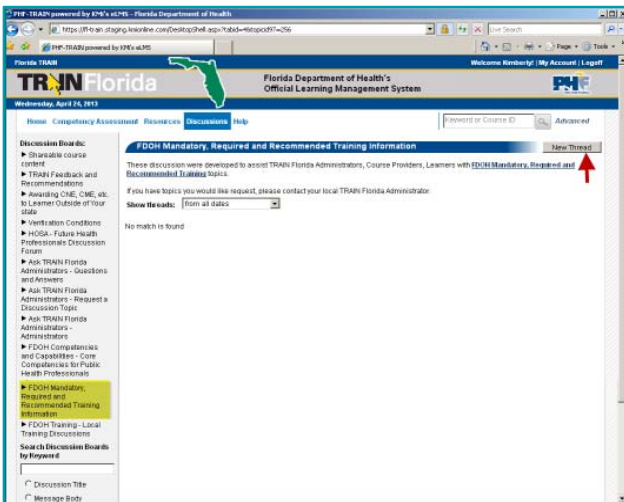 PHF-TRAIN powered by KMI's eLMS - Florida Department of Health
https://fl-train.staging.kmionline.com/DesktopShell.aspx?tabid=46&topicid97=256
Live Search
PHF-TRAIN powered by KMI's eLMS
Page
Tools
Florida TRAIN
Welcome Kimberly! | My Account | Logoff
TRAIN Florida
Florida Department of Health's
Official Learning Management System
Wednesday, April 24, 2013
Home Competency Assessment Resources Discussions Help
Keyword or Course ID
Advanced
Discussion Boards:
Shareable course
content
TRAIN Feedback and
Recommendations
Awarding CNE, CME, etc.
to Learner Outside of Your
state
Verification Conditions
HOSA - Future Health
Professionals Discussion
Forum
Ask TRAIN Florida
Administrators - Questions
and Answers
Ask TRAIN Florida
Administrators - Request a
Discussion Topic
Ask TRAIN Florida
Administrators -
Administrators
FDOH Competencies
and Capabilities - Core
Competencies for Public
Health Professionals
FDOH Mandatory,
Required and
Recommended Training
Information
FDOH Training - Local
Training Discussions
Search Discussion Boards
by Keyword
Discussion Title
Message Body
FDOH Mandatory, Required and Recommended Training Information
New Thread
These discussion were developed to assist TRAIN Florida Administrators, Course Providers, Learners with FDOH Mandatory, Required and
Recommended Training topics.
If you have topics you would like request, please contact your local TRAIN Florida Administrator.
Show threads: from all dates
No match is found